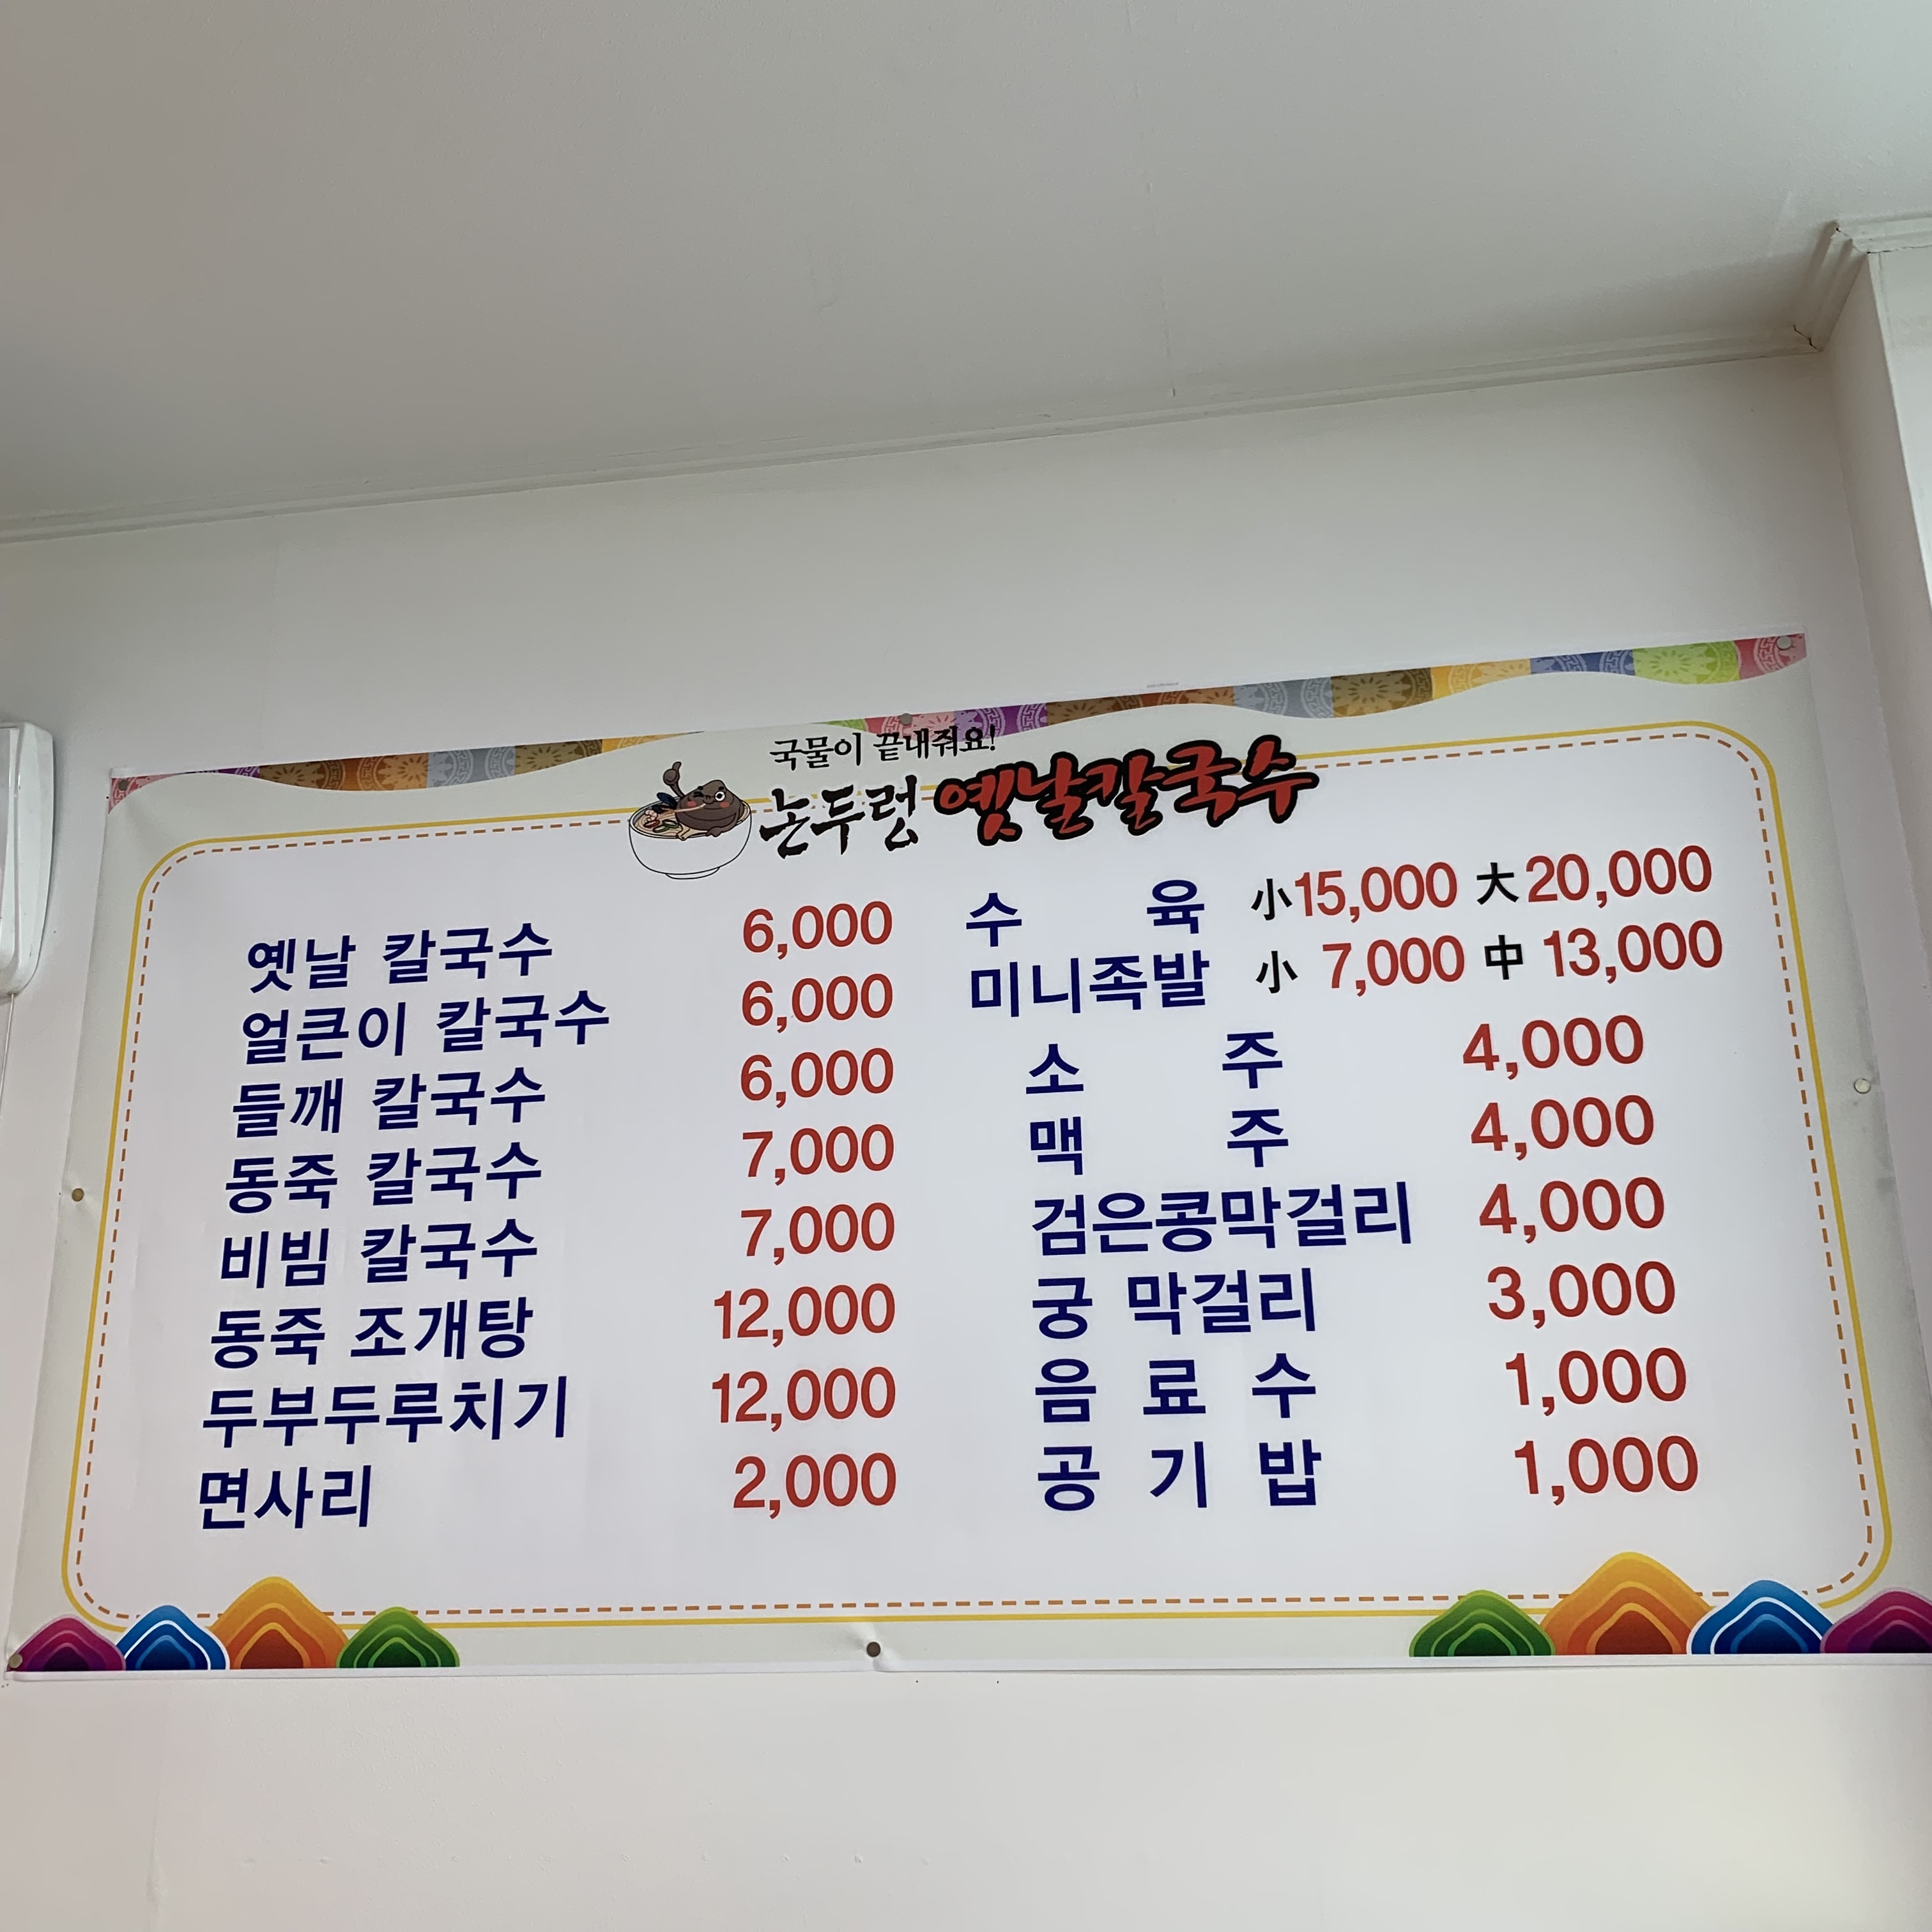 국물이 끝내줘요!
논두렁 옛날칼국수
옛날 칼국수 6,000
얼큰이 칼국수 6,000
들깨 칼국수 6,000
동죽 칼국수 7,000
비빔 칼국수 7,000
동죽 조개탕 12,000
두부두루치기 12,000
면사리 2,000
수 육 小 15,000 大 20,000
미니족발 小 7,000 中 13,000
소 주 4,000
맥 주 4,000
검은콩막걸리 4,000
궁 막걸리 3,000
음 료 수 1,000
공 기 밥 1,000